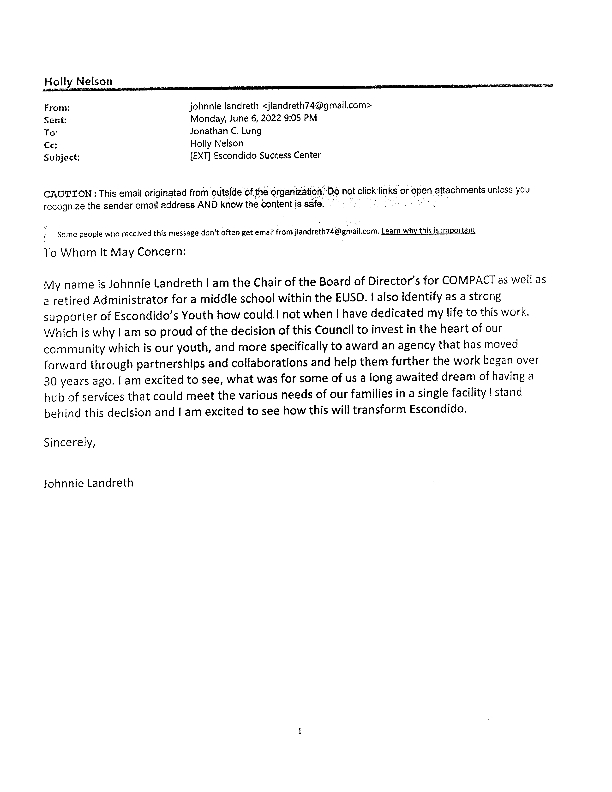 Holly Nelson
From: johnnie landreth <jlandreth74@gmail.com>
Sent: Monday, June 6, 2022 9:05 PM
To: Jonathan C. Lung
Cc: Holly Nelson
Subject: [EXT] Escondido Success Center
CAUTION : This email originated from outside of the organization. Do not click links or open attachments unless you
recognize the sender email address AND know the content is safe.
Some people who received this message don't often get email from jlandreth74@gmail.com. Learn why this is important
To Whom It May Concern:
My name is Johnnie Landreth I am the Chair of the Board of Director's for COMPACT as well as
a retired Administrator for a middle school within the EUSD. I also identify as a strong
supporter of Escondido's Youth how could I not when I have dedicated my life to this work.
Which is why I am so proud of the decision of this Council to invest in the heart of our
community which is our youth, and more specifically to award an agency that has moved
forward through partnerships and collaborations and help them further the work began over
30 years ago. I am excited to see, what was for some of us a long awaited dream of having a
hub of services that could meet the various needs of our families in a single facility I stand
behind this decision and I am excited to see how this will transform Escondido.
Sincerely,
Johnnie Landreth
1